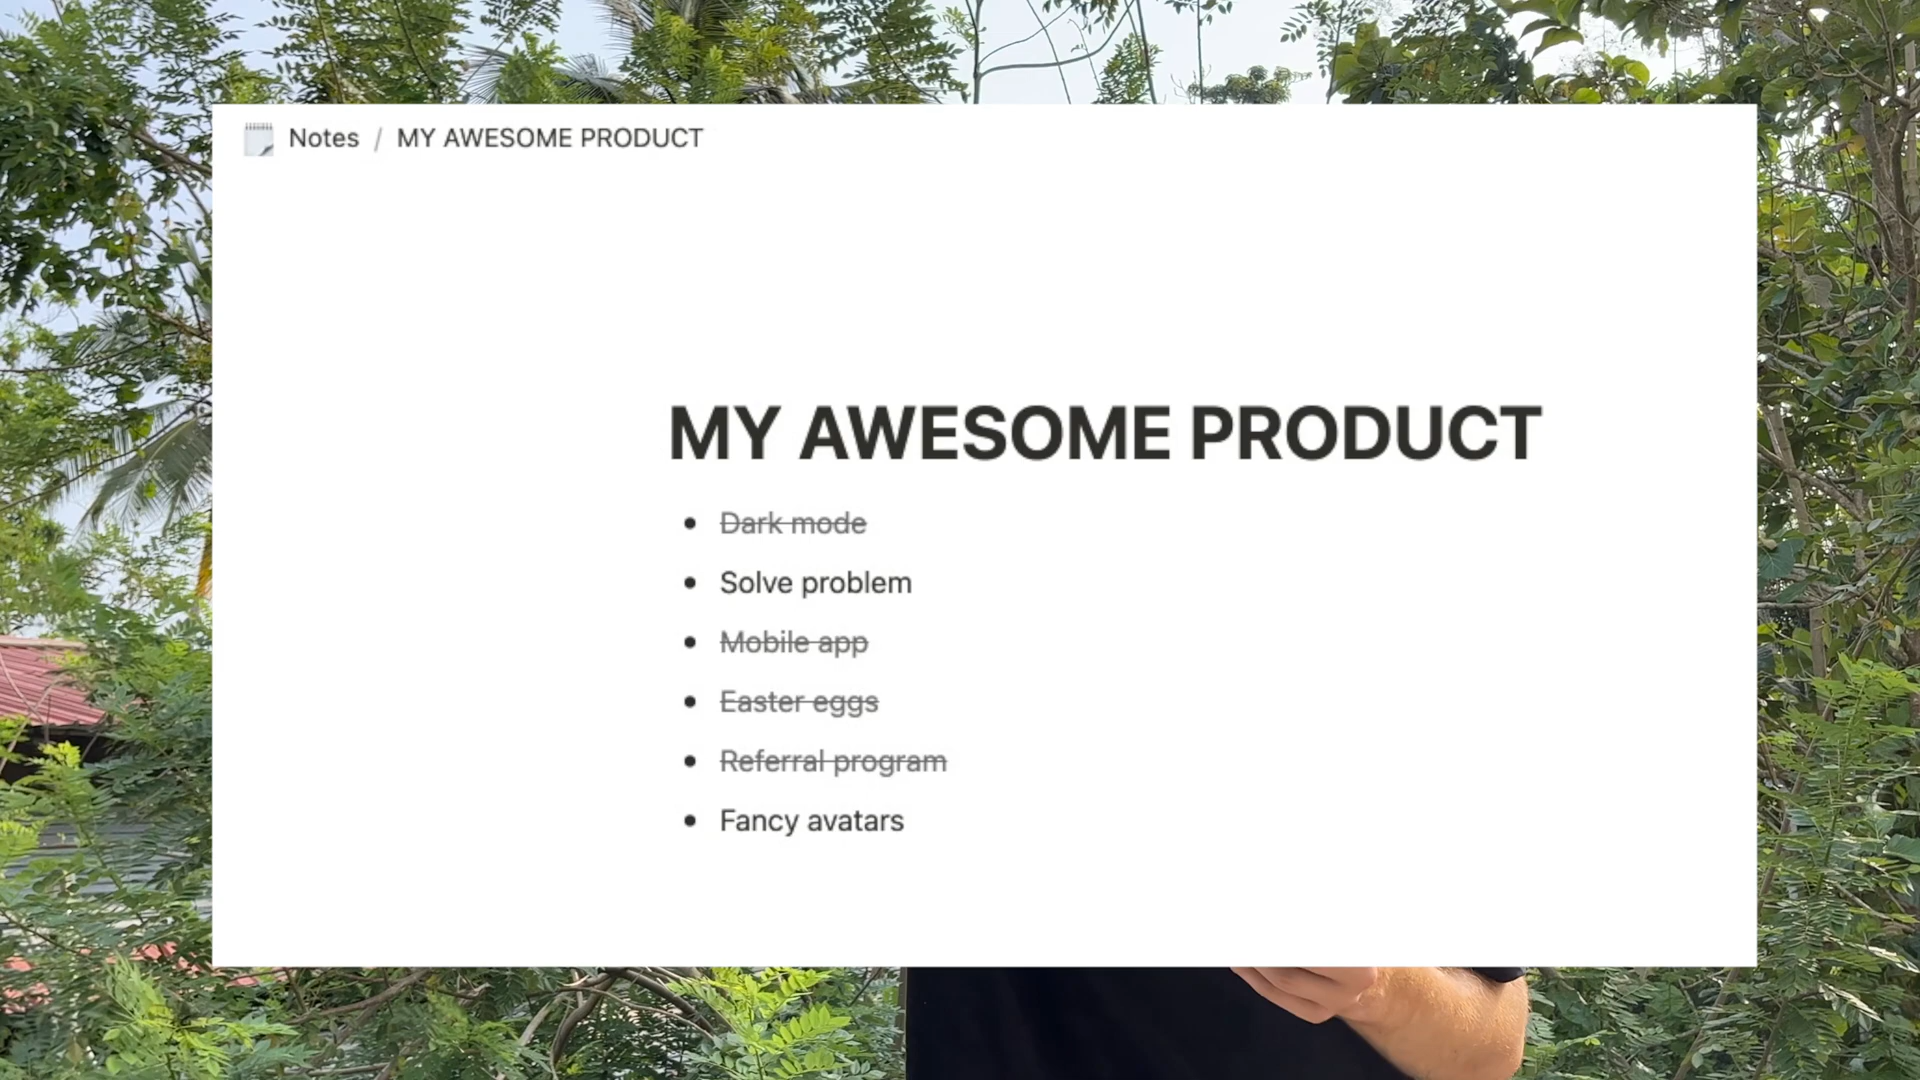 Notes / MY AWESOME PRODUCT
MY AWESOME PRODUCT
• Dark mode
• Solve problem
• Mobile app
• Easter eggs
• Referral program
• Fancy avatars